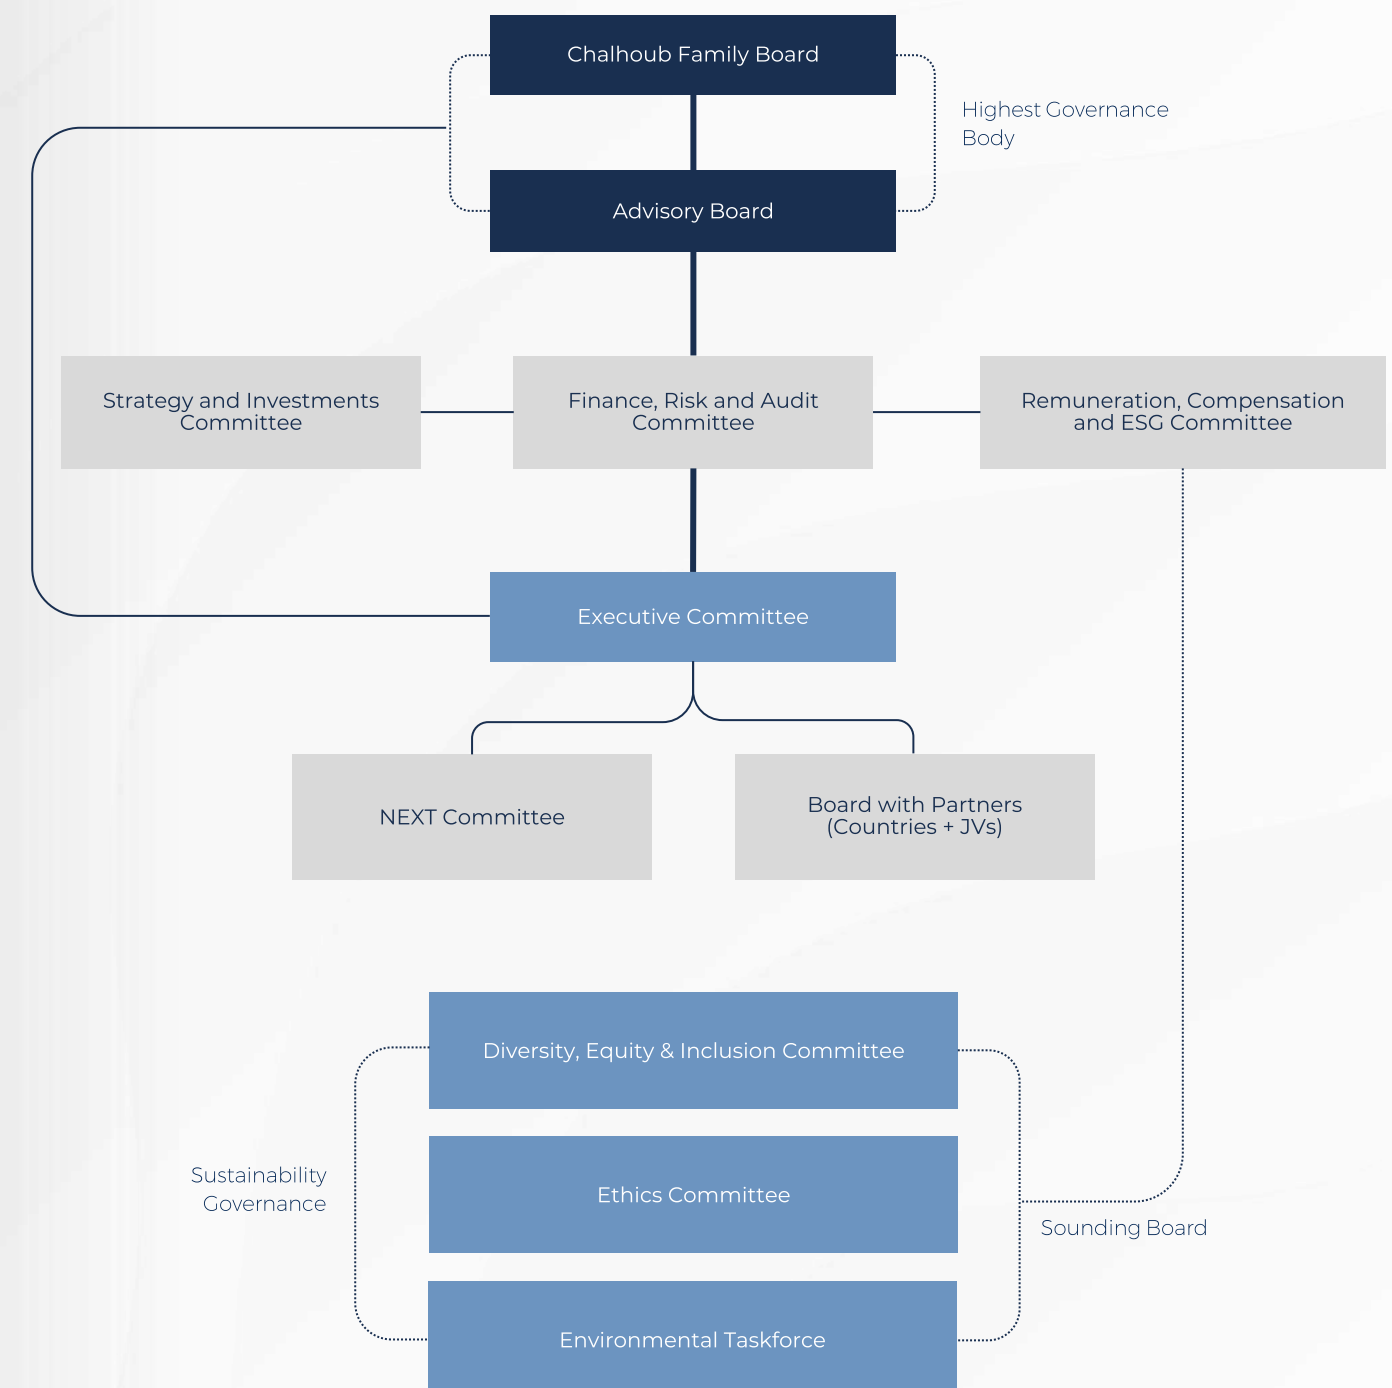 Chalhoub Family Board
Highest Governance
Body
Advisory Board
Strategy and Investments
Committee
Finance, Risk and Audit
Committee
Remuneration, Compensation
and ESG Committee
Executive Committee
NEXT Committee
Board with Partners
(Countries + JVs)
Diversity, Equity & Inclusion Committee
Sustainability
Governance
Ethics Committee
Sounding Board
Environmental Taskforce